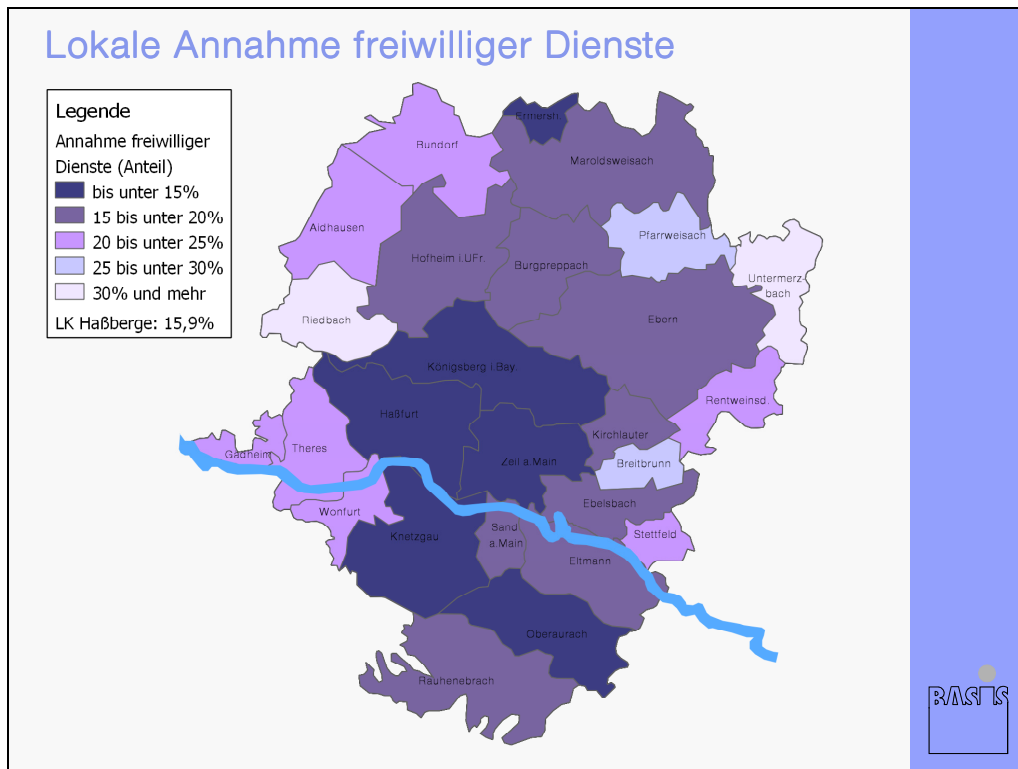 Lokale Annahme freiwilliger Dienste
Legende
Annahme freiwilliger
Dienste (Anteil)
bis unter 15%
15 bis unter 20%
20 bis unter 25%
25 bis unter 30%
30% und mehr
LK Haßberge: 15,9%
Ermersh.
Bundorf
Maroldsweisach
Aidhausen
Pfarrweisach
Hofheim i.UFr.
Burgpreppach
Untermerz-
bach
Riedbach
Ebern
Königsberg i.Bay.
Rentweinsd.
Haßfurt
Kirchlauter
Theres
Gädheim
Zeil a.Main
Breitbrunn
Ebelsbach
Wonfurt
Sand
a.Main
Knetzgau
Stettfeld
Eltmann
Oberaurach
Rauhenebrach
BASIS